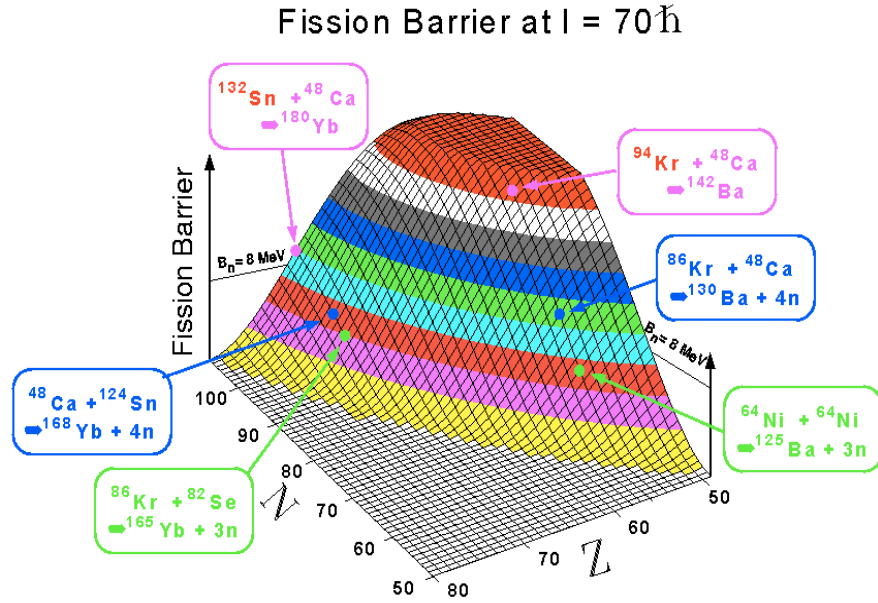 Fission Barrier at I = 70ħ
¹³²Sn + ⁴⁸Ca
➠¹⁸⁰Yb
⁹⁴Kr + ⁴⁸Ca
➠¹⁴²Ba
Fission Barrier
Bₙ= 8 MeV
⁸⁶Kr + ⁴⁸Ca
➠¹³⁰Ba + 4n
Bₙ= 8 MeV
⁴⁸Ca + ¹²⁴Sn
➠¹⁶⁸Yb + 4n
⁶⁴Ni + ⁶⁴Ni
➠¹²⁵Ba + 3n
⁸⁶Kr + ⁸²Se
➠¹⁶⁵Yb + 3n
100
90
80
70
60
50
N
80
70
60
50
Z